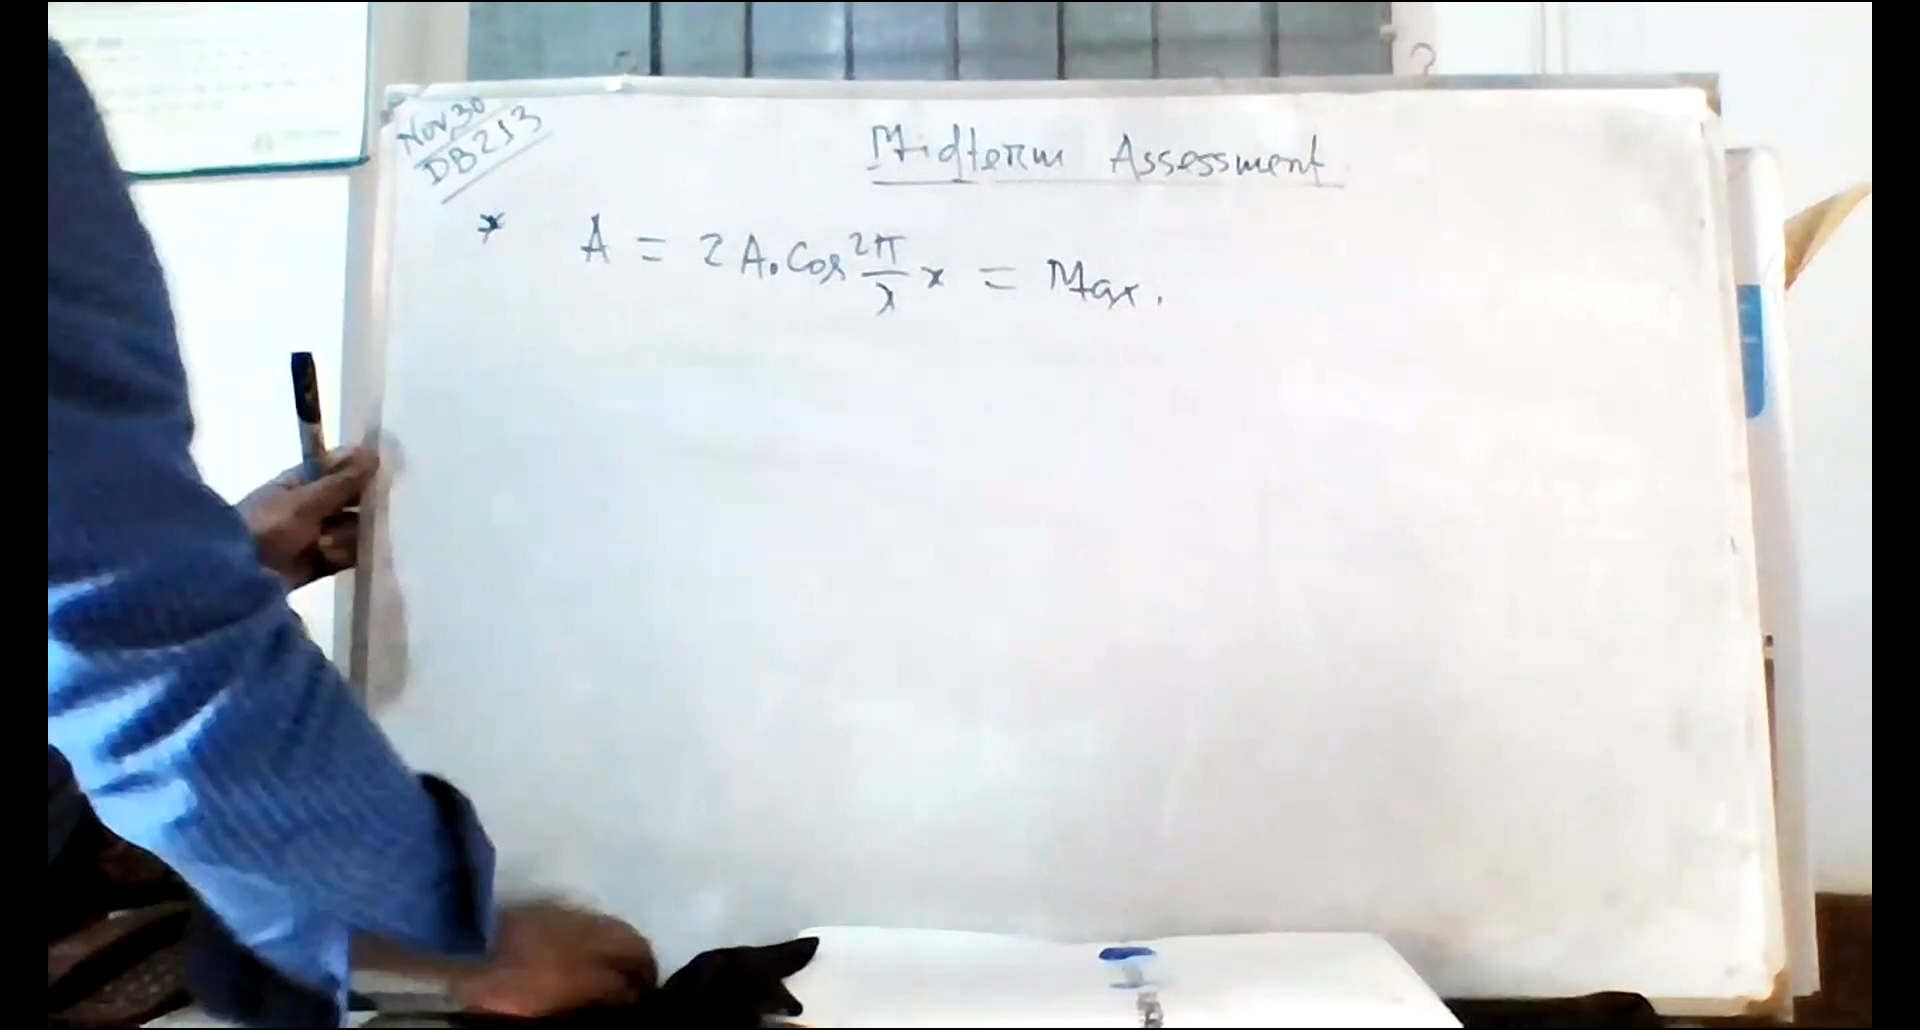 Nov 30
DB213
Midterm Assessment
* A = 2A₀ Cos 2π/λ x = Max.